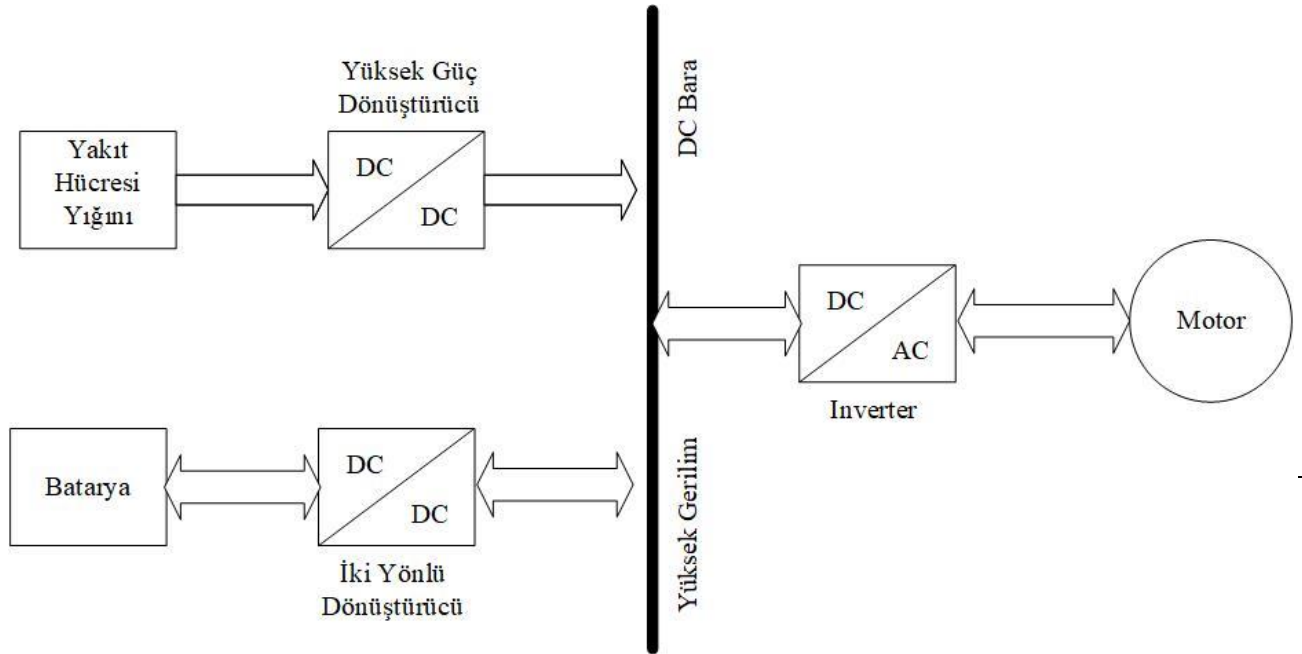 Yüksek Güç
Dönüştürücü
Yakıt
Hücresi
Yığını
DC
DC
DC Bara
DC
AC
Inverter
Motor
Batarya
DC
DC
İki Yönlü
Dönüştürücü
Yüksek Gerilim